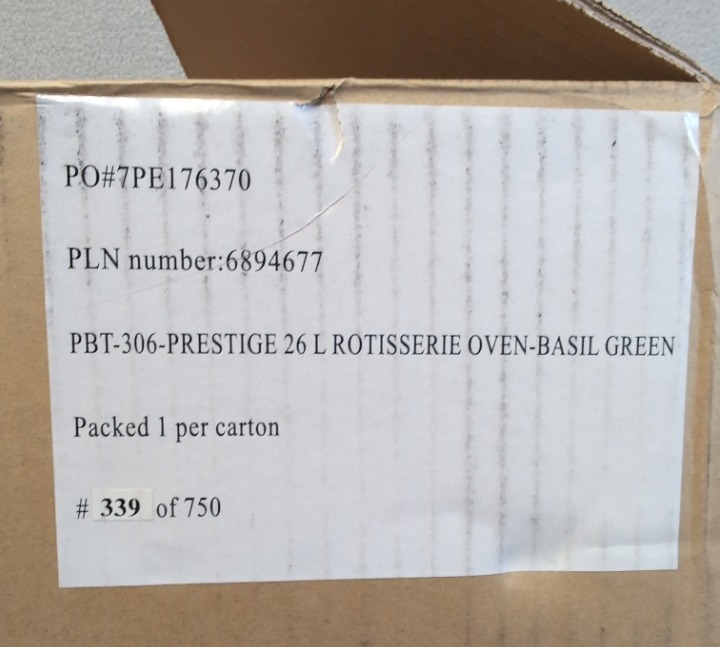 PO#7PE176370
PLN number:6894677
PBT-306-PRESTIGE 26 L ROTISSERIE OVEN-BASIL GREEN
Packed 1 per carton
# 339 of 750